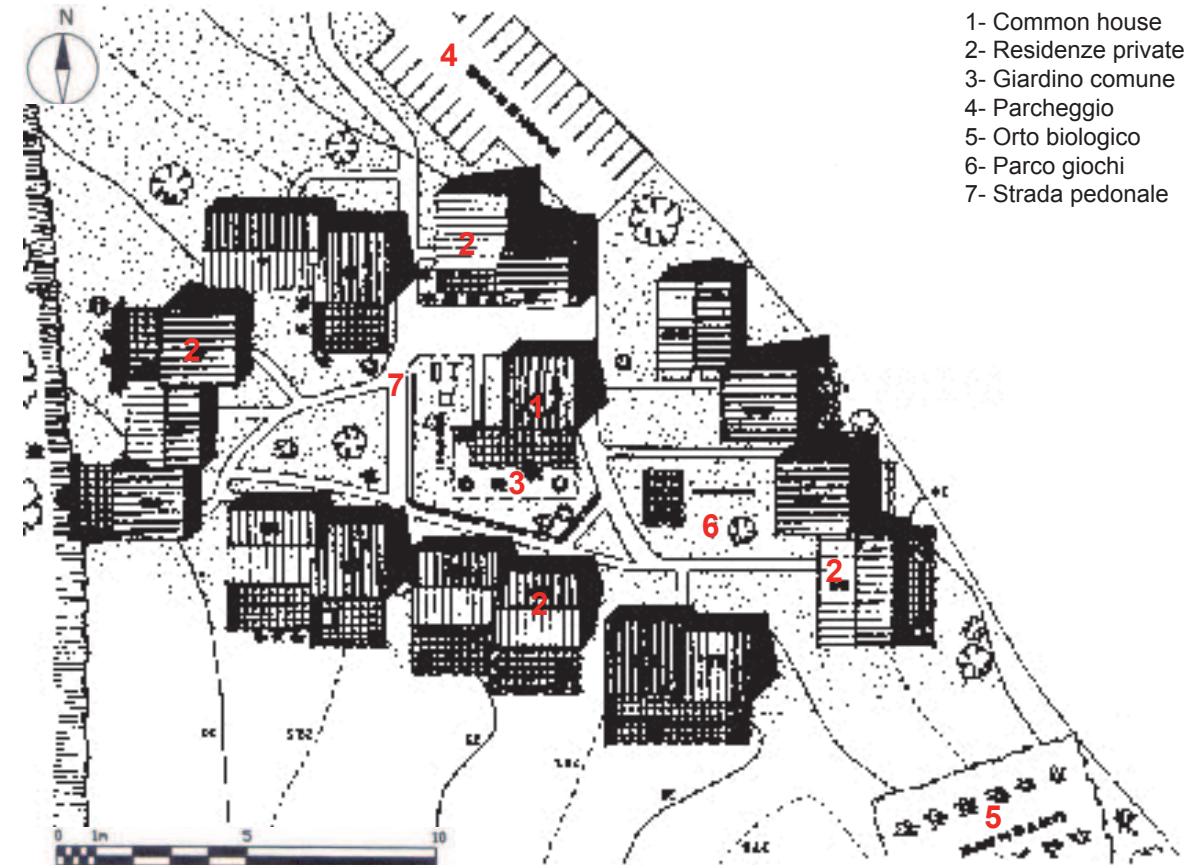 N
1- Common house
2- Residenze private
3- Giardino comune
4- Parcheggio
5- Orto biologico
6- Parco giochi
7- Strada pedonale
4
2
2
7
1
3
6
2
2
5
0 1m 5 10